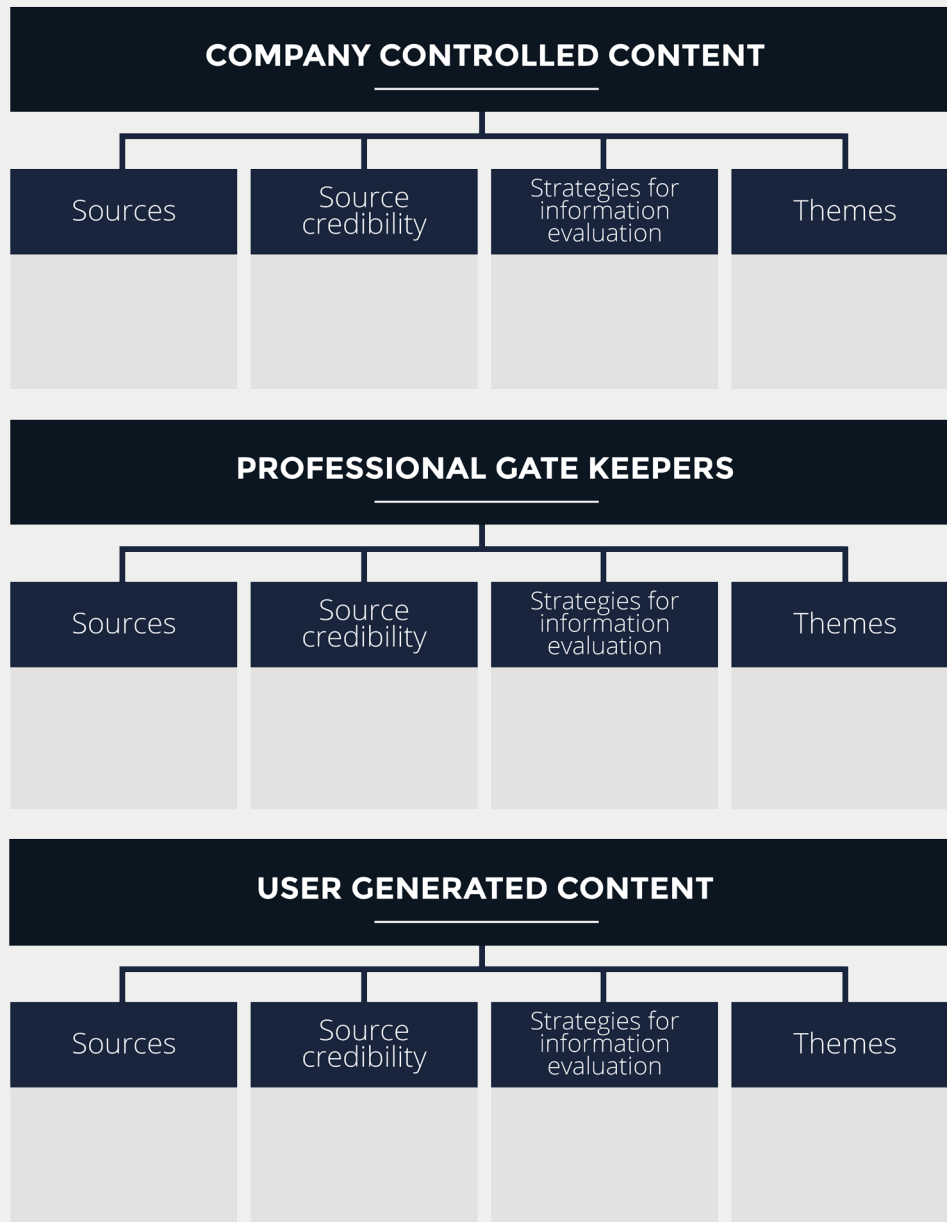 COMPANY CONTROLLED CONTENT
Sources
Source
credibility
Strategies for
information
evaluation
Themes
PROFESSIONAL GATE KEEPERS
Sources
Source
credibility
Strategies for
information
evaluation
Themes
USER GENERATED CONTENT
Sources
Source
credibility
Strategies for
information
evaluation
Themes